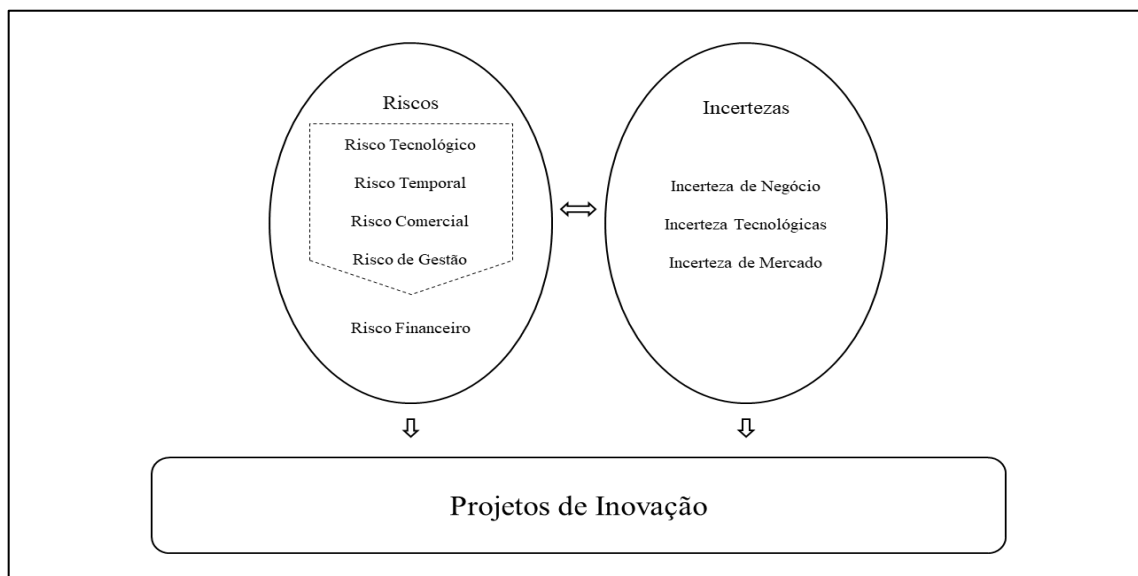 Riscos
Risco Tecnológico
Risco Temporal
Risco Comercial
Risco de Gestão
Risco Financeiro
Incertezas
Incerteza de Negócio
Incerteza Tecnológicas
Incerteza de Mercado
Projetos de Inovação